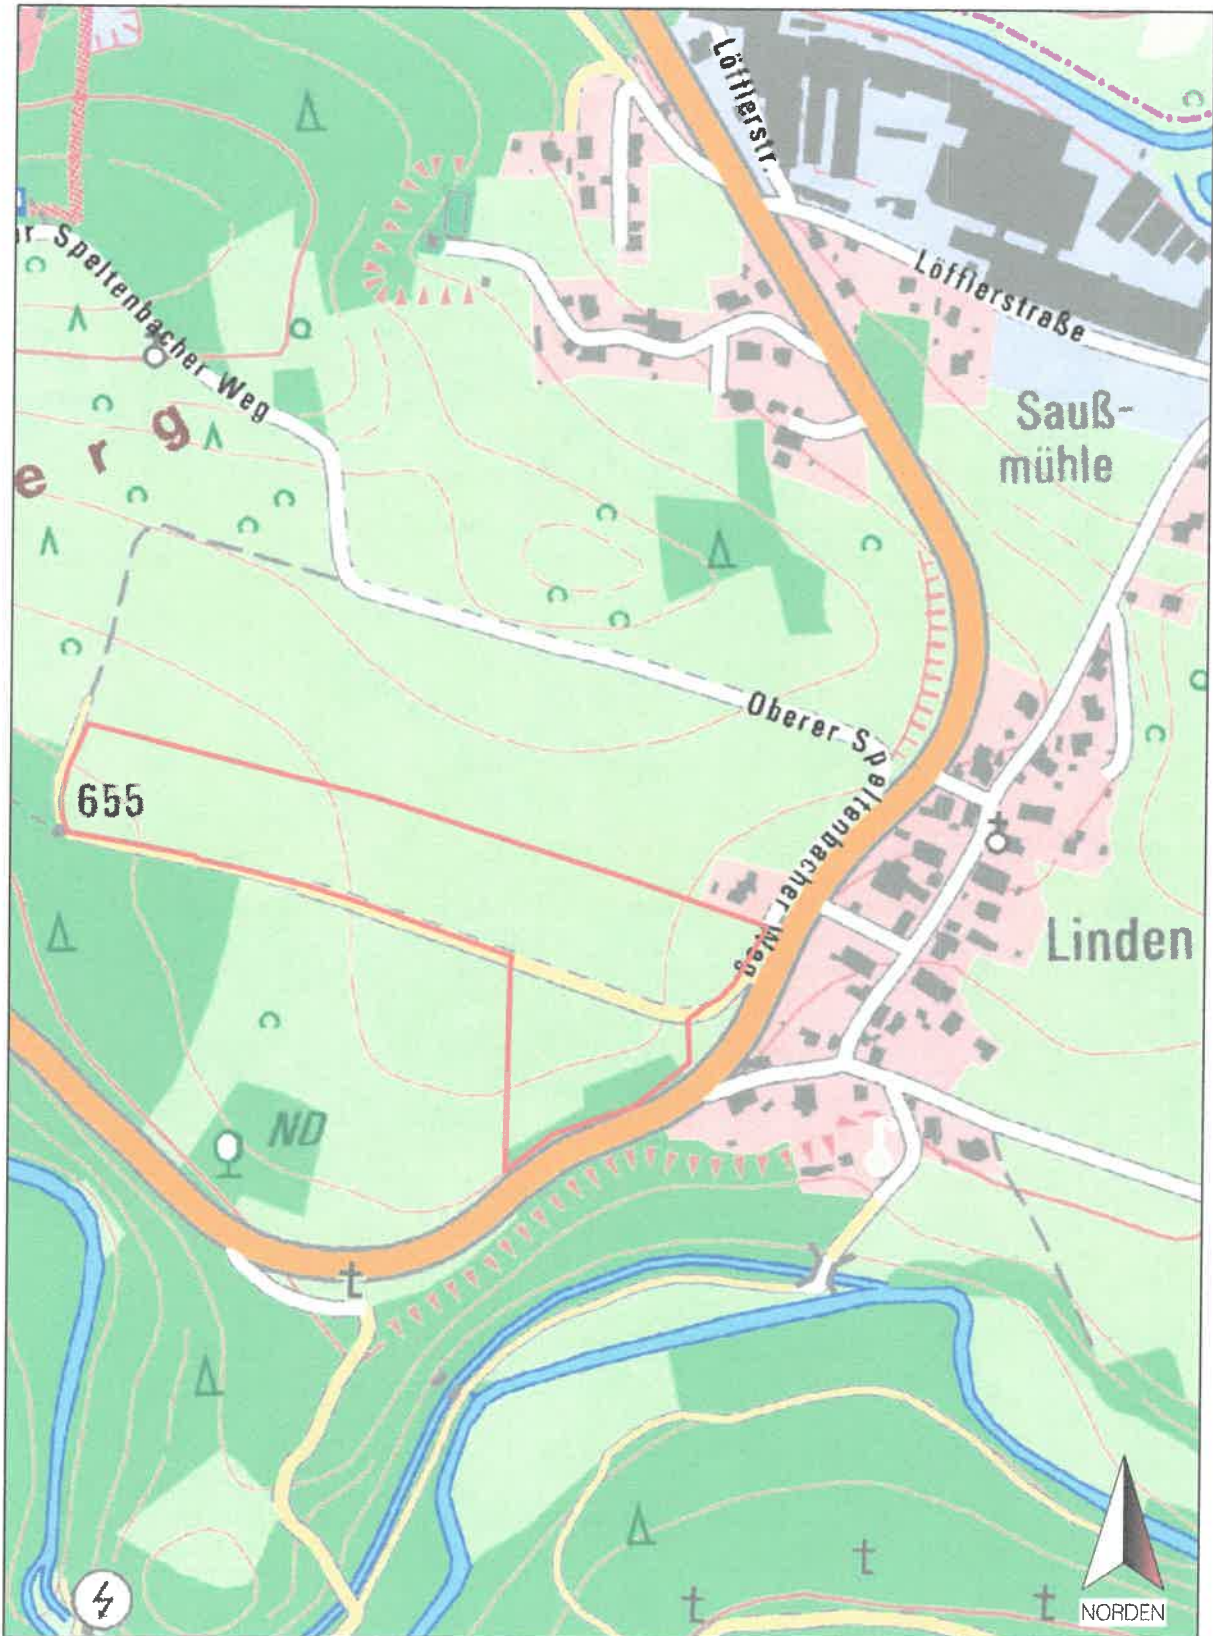 Löfflerstr.
Löfflerstraße
Speltenbacher Weg
Sauß-
mühle
e r g
Oberer Speltenbacher Weg
655
Linden
ND
NORDEN